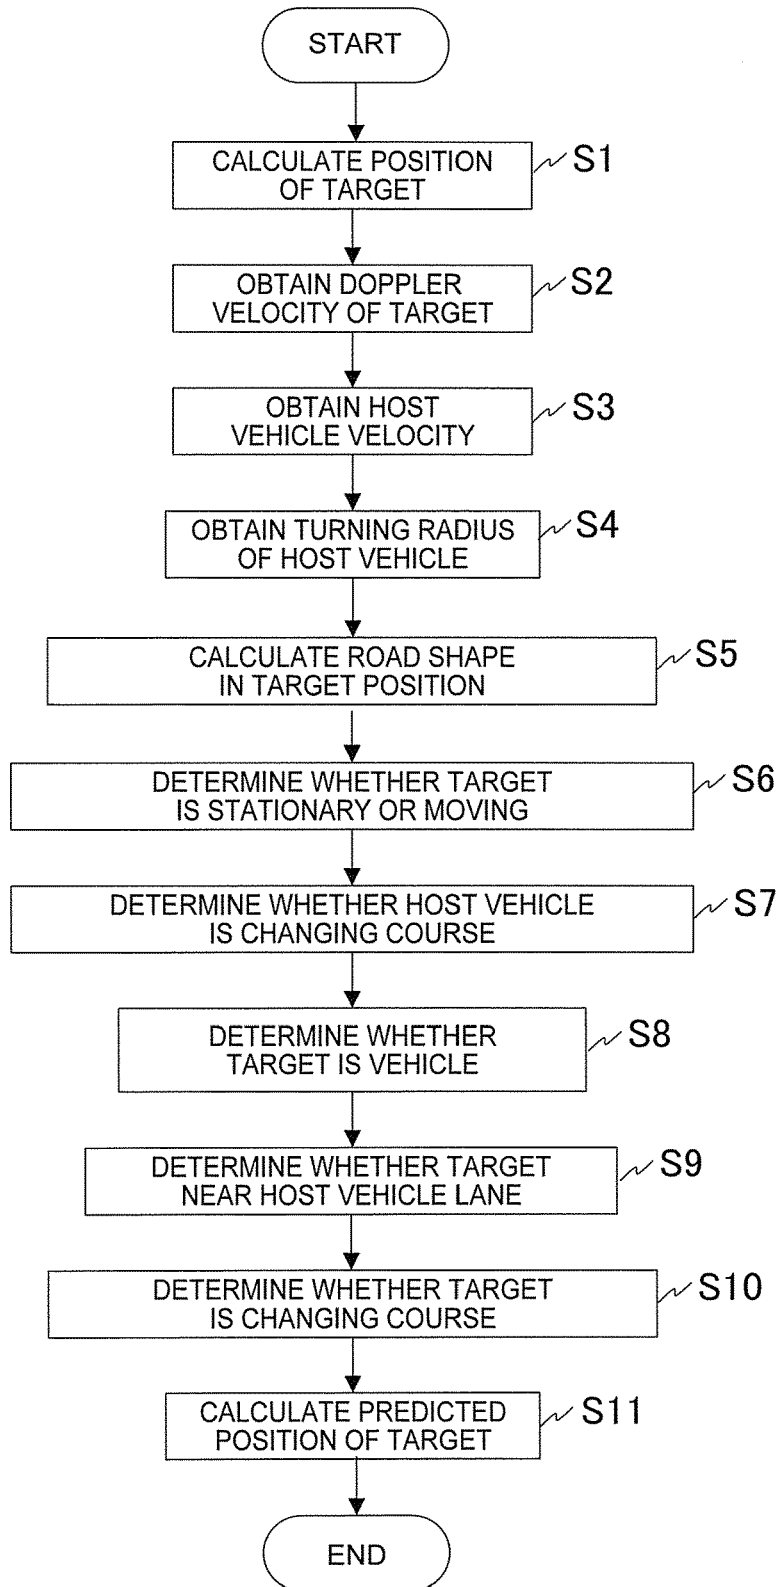 START
CALCULATE POSITION
OF TARGET
S1
OBTAIN DOPPLER
VELOCITY OF TARGET
S2
OBTAIN HOST
VEHICLE VELOCITY
S3
OBTAIN TURNING RADIUS
OF HOST VEHICLE
S4
CALCULATE ROAD SHAPE
IN TARGET POSITION
S5
DETERMINE WHETHER TARGET
IS STATIONARY OR MOVING
S6
DETERMINE WHETHER HOST VEHICLE
IS CHANGING COURSE
S7
DETERMINE WHETHER
TARGET IS VEHICLE
S8
DETERMINE WHETHER TARGET
NEAR HOST VEHICLE LANE
S9
DETERMINE WHETHER TARGET
IS CHANGING COURSE
S10
CALCULATE PREDICTED
POSITION OF TARGET
S11
END